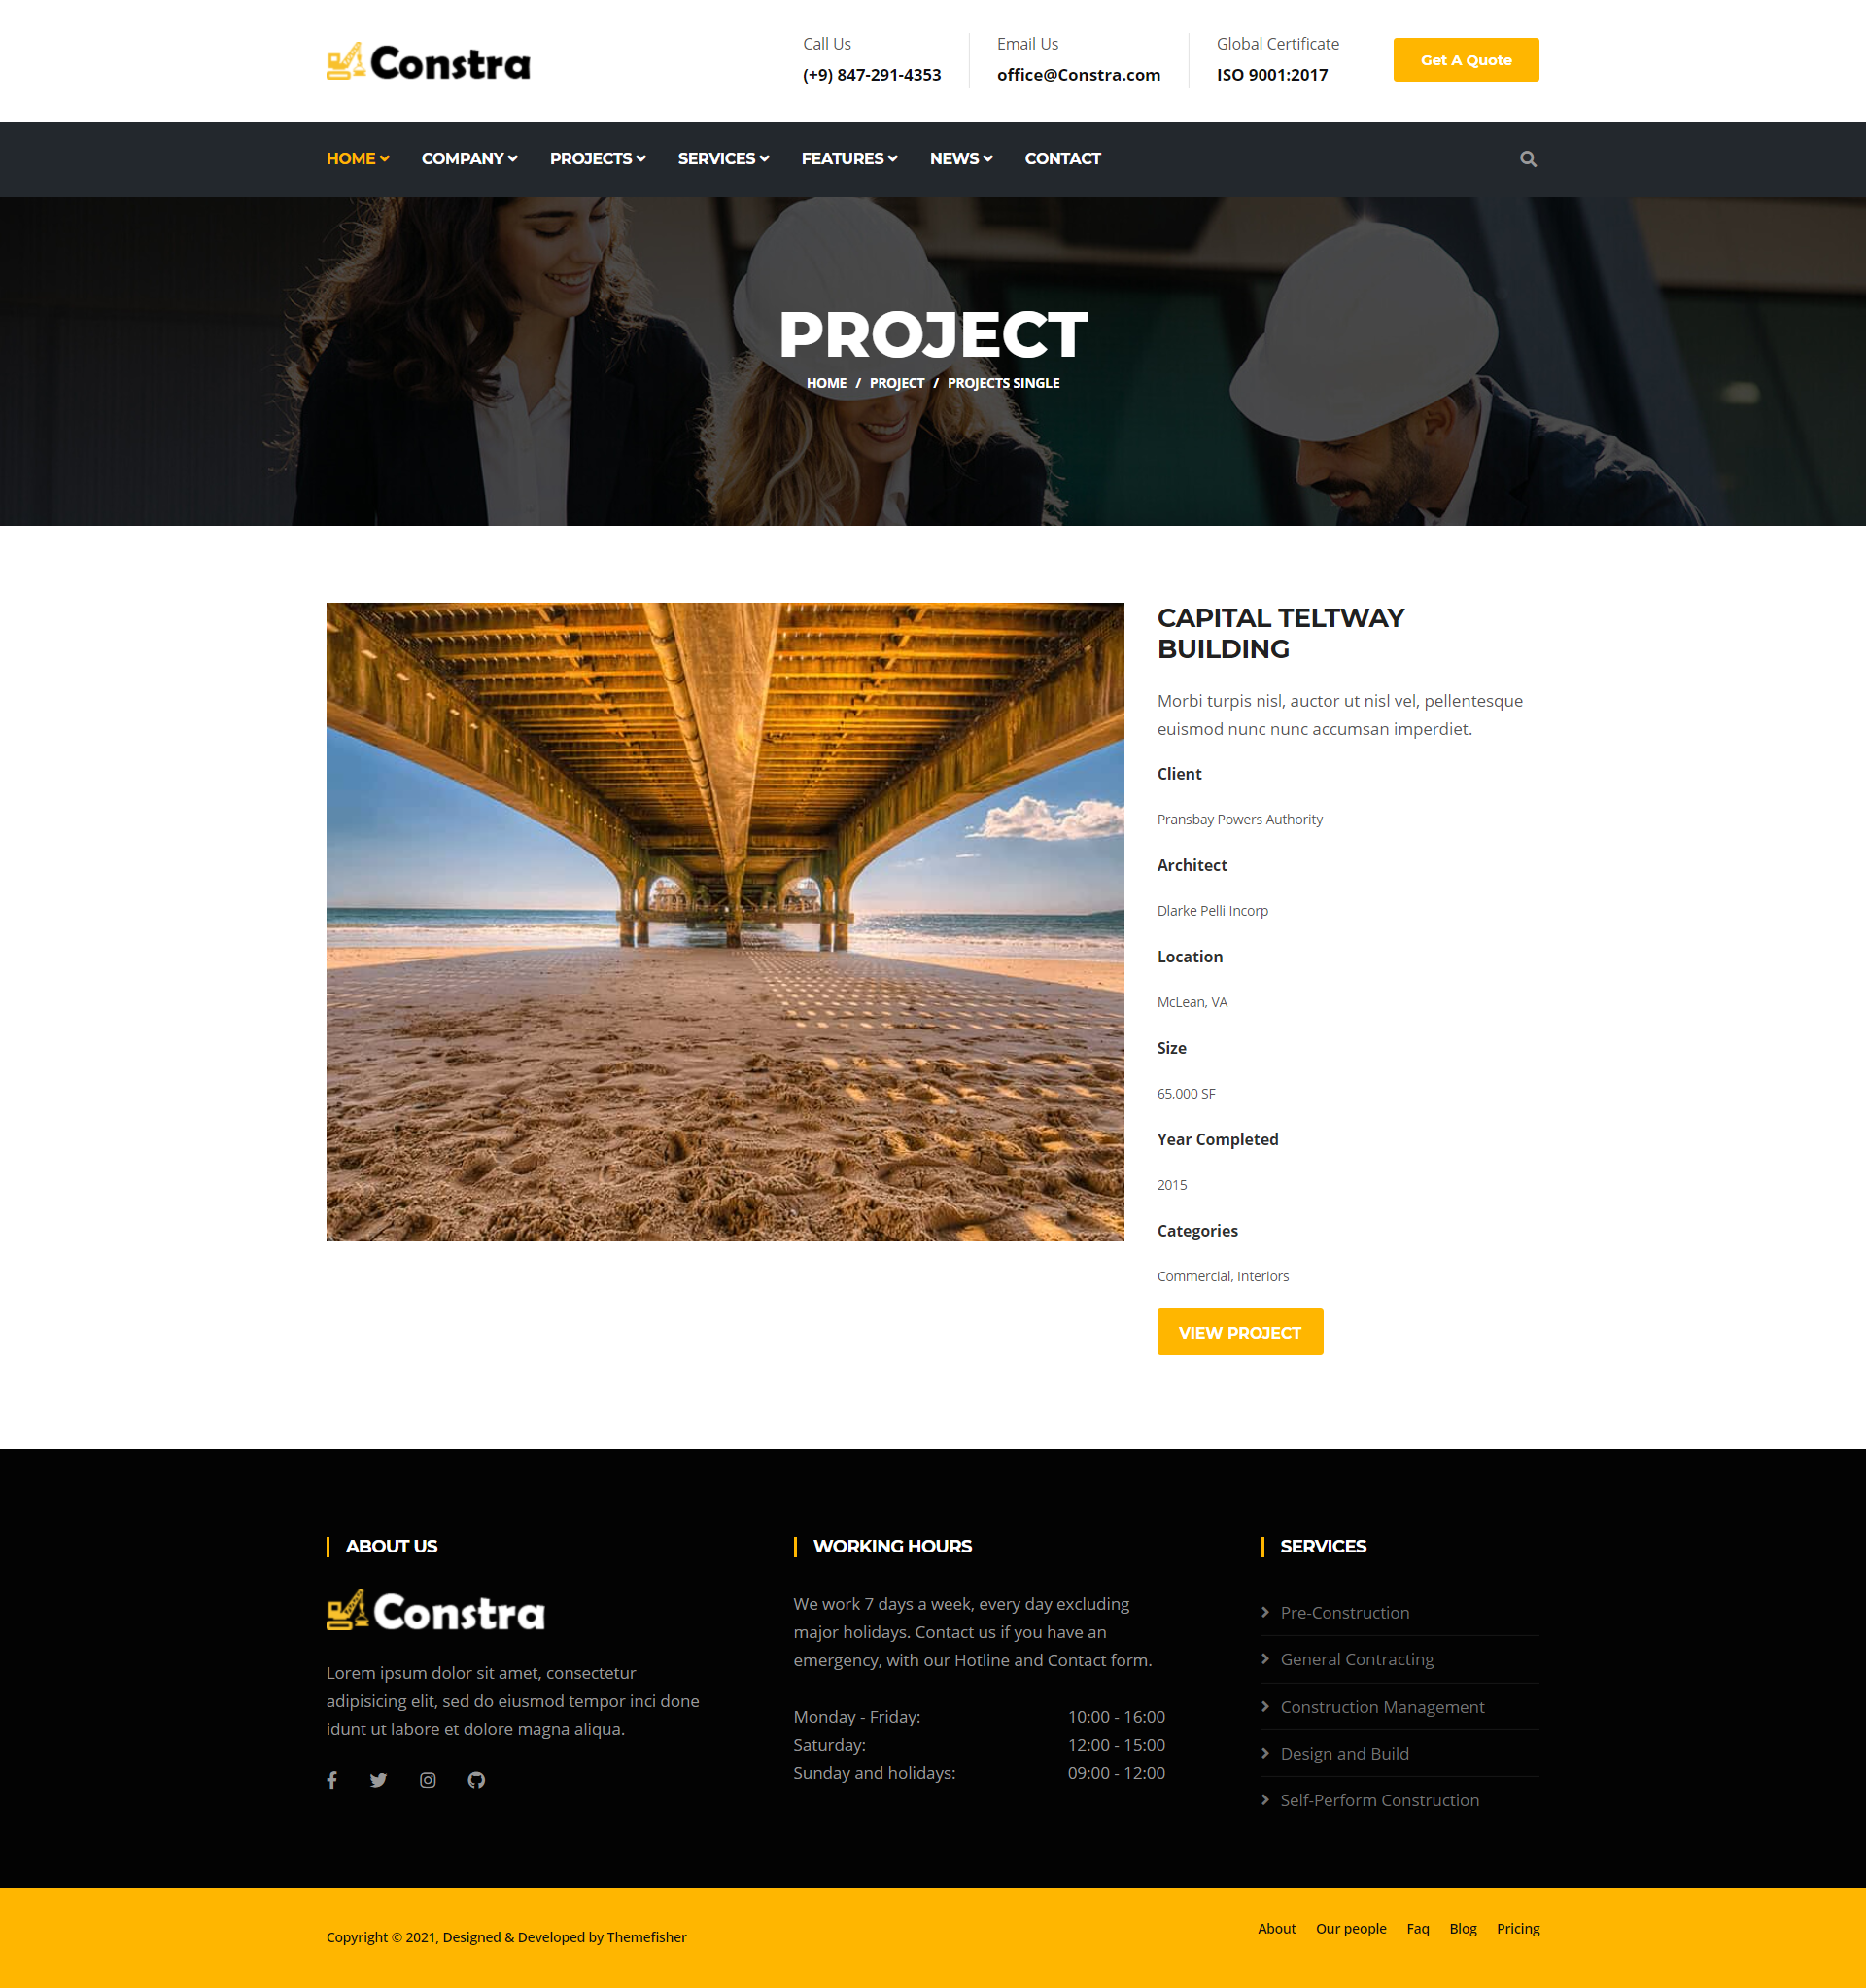 Constra
Call Us
(+9) 847-291-4353
Email Us
office@Constra.com
Global Certificate
ISO 9001:2017
Get A Quote
HOME COMPANY PROJECTS SERVICES FEATURES NEWS CONTACT
PROJECT
HOME / PROJECT / PROJECTS SINGLE
CAPITAL TELTWAY
BUILDING
Morbi turpis nisl, auctor ut nisl vel, pellentesque
euismod nunc nunc accumsan imperdiet.
Client
Pransbay Powers Authority
Architect
Dlarke Pelli Incorp
Location
McLean, VA
Size
65,000 SF
Year Completed
2015
Categories
Commercial, Interiors
VIEW PROJECT
ABOUT US
Constra
Lorem ipsum dolor sit amet, consectetur
adipisicing elit, sed do eiusmod tempor inci done
idunt ut labore et dolore magna aliqua.
WORKING HOURS
We work 7 days a week, every day excluding
major holidays. Contact us if you have an
emergency, with our Hotline and Contact form.
Monday - Friday: 10:00 - 16:00
Saturday: 12:00 - 15:00
Sunday and holidays: 09:00 - 12:00
SERVICES
Pre-Construction
General Contracting
Construction Management
Design and Build
Self-Perform Construction
Copyright © 2021, Designed & Developed by Themefisher
About Our people Faq Blog Pricing